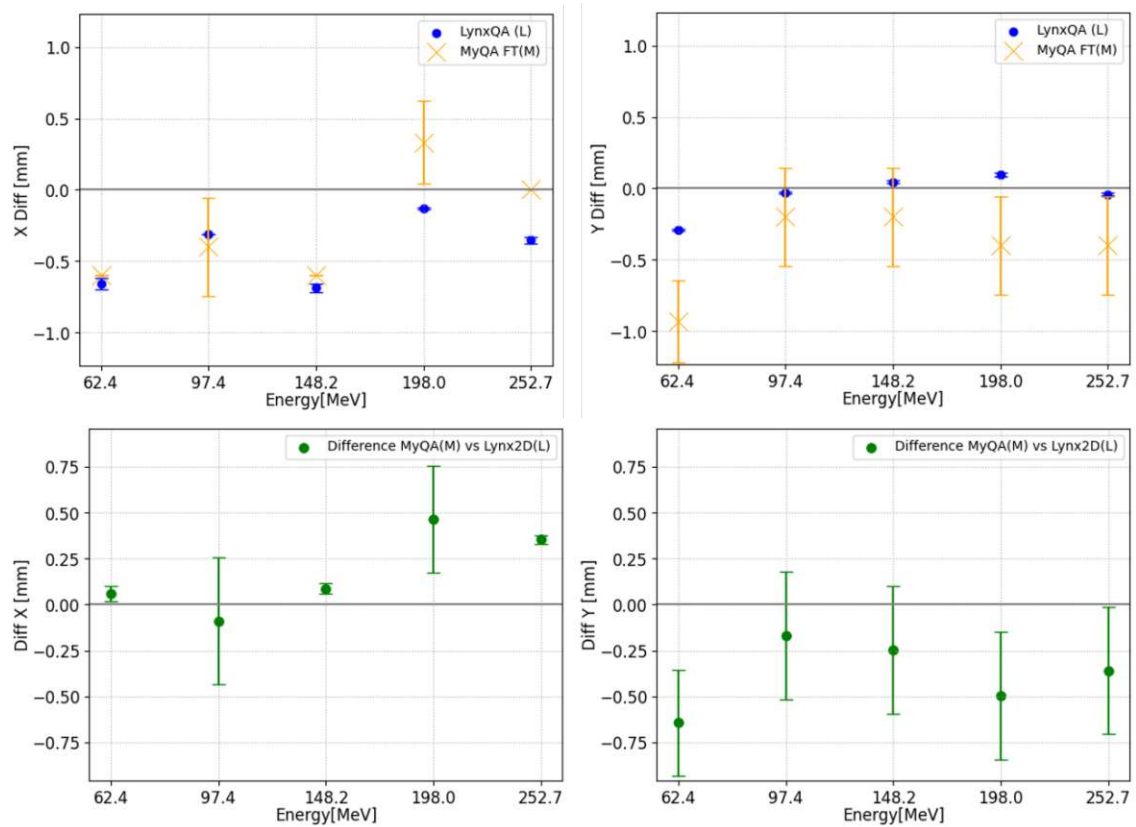 LynxQA (L)
MyQA FT(M)
X Diff [mm]
1.0
0.5
0.0
−0.5
−1.0
62.4 97.4 148.2 198.0 252.7
Energy[MeV]
LynxQA (L)
MyQA FT(M)
Y Diff [mm]
1.0
0.5
0.0
−0.5
−1.0
62.4 97.4 148.2 198.0 252.7
Energy[MeV]
Difference MyQA(M) vs Lynx2D(L)
Diff X [mm]
0.75
0.50
0.25
0.00
−0.25
−0.50
−0.75
62.4 97.4 148.2 198.0 252.7
Energy[MeV]
Difference MyQA(M) vs Lynx2D(L)
Diff Y [mm]
0.75
0.50
0.25
0.00
−0.25
−0.50
−0.75
62.4 97.4 148.2 198.0 252.7
Energy[MeV]